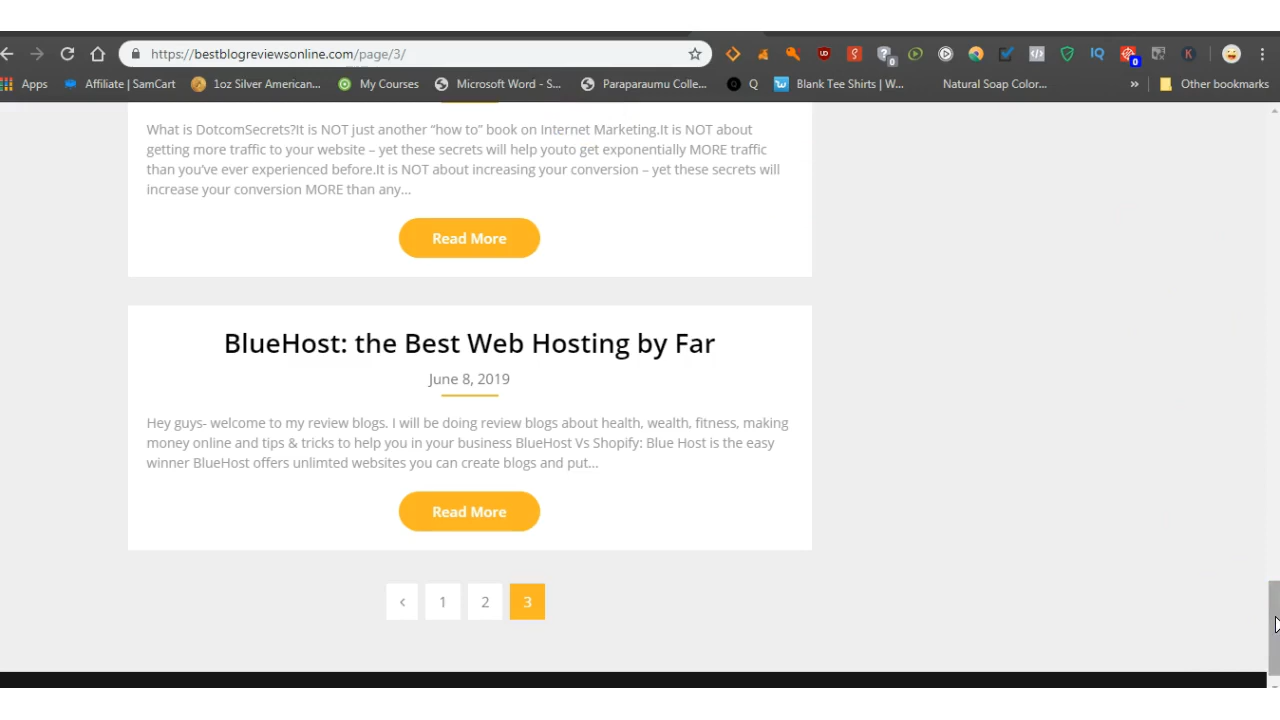 https://bestblogreviewsonline.com/page/3/
0
0
IQ
K
Apps
Affiliate | SamCart
1oz Silver American...
My Courses
Microsoft Word - S...
Paraparaumu Colle...
Q
Blank Tee Shirts | W...
Natural Soap Color...
»
Other bookmarks
What is DotcomSecrets?It is NOT just another “how to” book on Internet Marketing.It is NOT about
getting more traffic to your website – yet these secrets will help youto get exponentially MORE traffic
than you’ve ever experienced before.It is NOT about increasing your conversion – yet these secrets will
increase your conversion MORE than any...
Read More
BlueHost: the Best Web Hosting by Far
June 8, 2019
Hey guys- welcome to my review blogs. I will be doing review blogs about health, wealth, fitness, making
money online and tips & tricks to help you in your business BlueHost Vs Shopify: Blue Host is the easy
winner BlueHost offers unlimted websites you can create blogs and put...
Read More
‹ 1 2 3